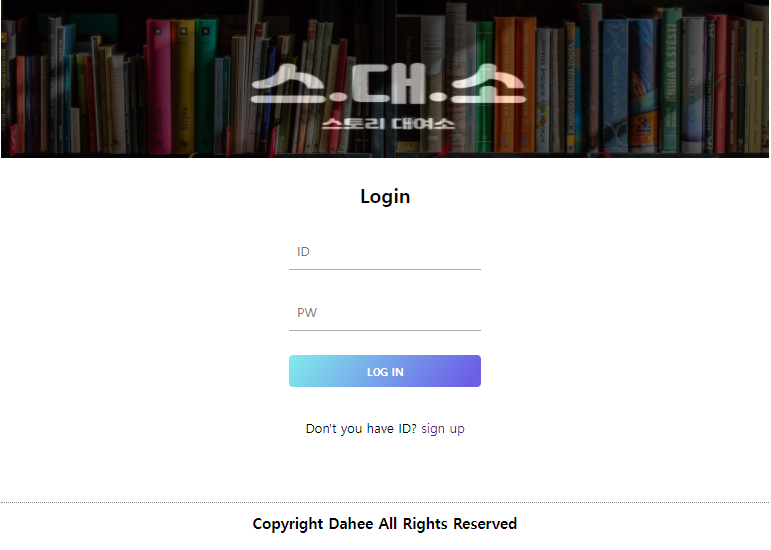 스.대.소
스토리 대여소
Login
ID
PW
LOG IN
Don't you have ID? sign up
Copyright Dahee All Rights Reserved